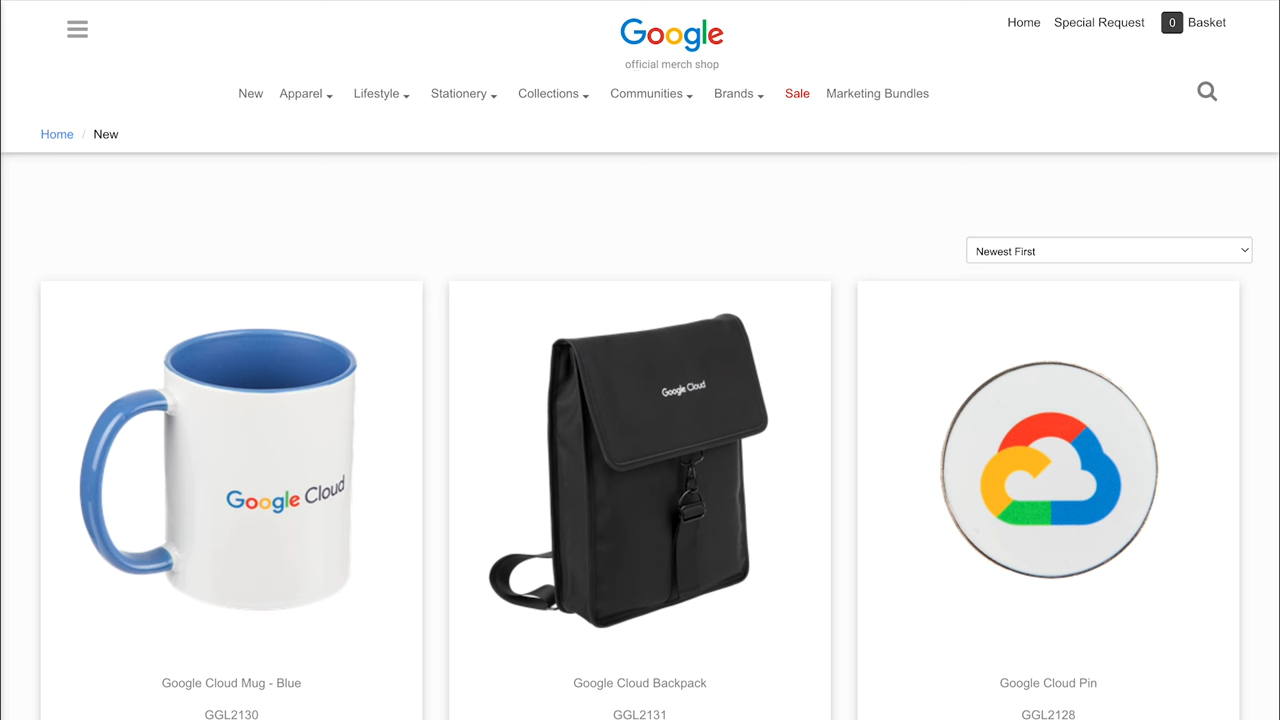 Google
official merch shop
Home Special Request 0 Basket
New Apparel Lifestyle Stationery Collections Communities Brands Sale Marketing Bundles
Home / New
Newest First
Google Cloud
Google Cloud
Google Cloud Mug - Blue
GGL2130
Google Cloud Backpack
GGL2131
Google Cloud Pin
GGL2128